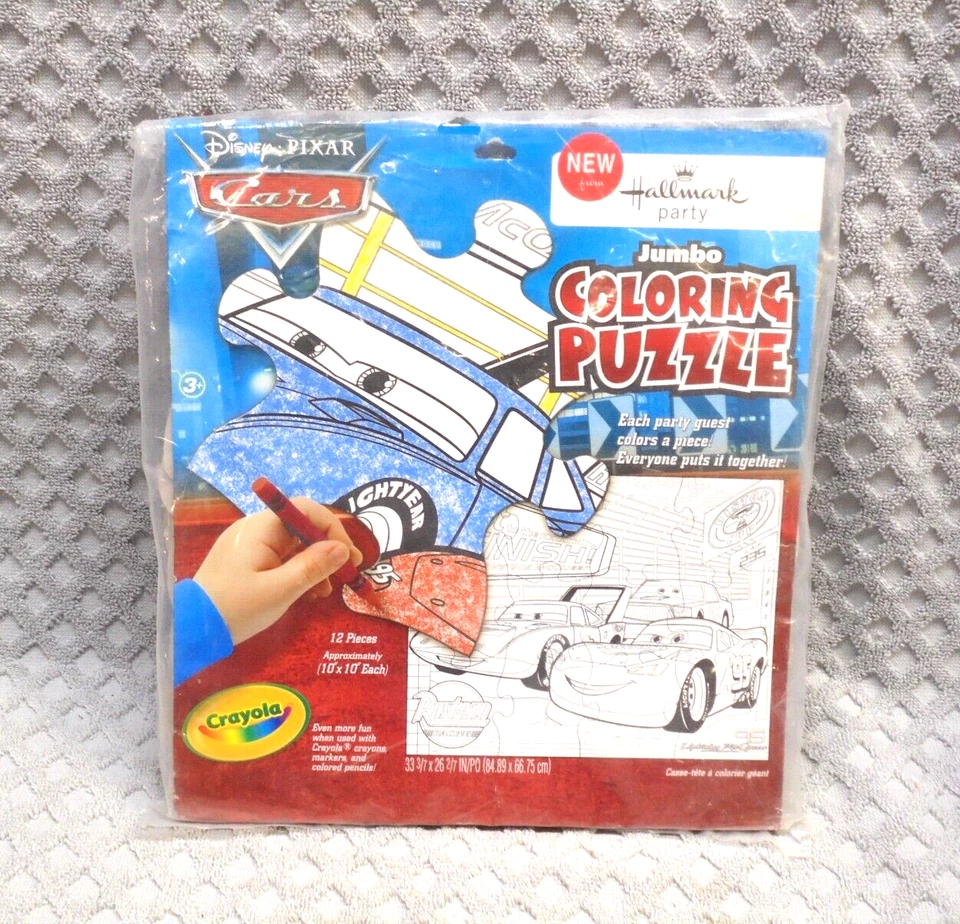 DISNEY·PIXAR
Cars
NEW
from
Hallmark
party
Jumbo
COLORING
PUZZLE
3+
Each party guest
colors a piece!
Everyone puts it together!
IGHTYEAR
95
NISH!
95
12 Pieces
Approximately
(10" x 10" Each)
Crayola
Even more fun
when used with
Crayola® crayons,
markers, and
colored pencils!
33 3/7 x 26 2/7 IN/PO (84.89 x 66.75 cm)
Casse-tête à colorier géant